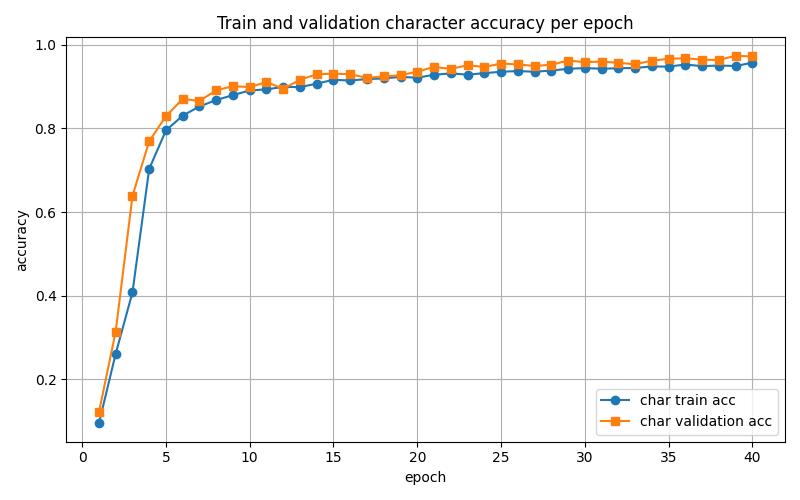 Train and validation character accuracy per epoch
1.0
0.8
0.6
0.4
0.2
accuracy
0 5 10 15 20 25 30 35 40
epoch
char train acc
char validation acc